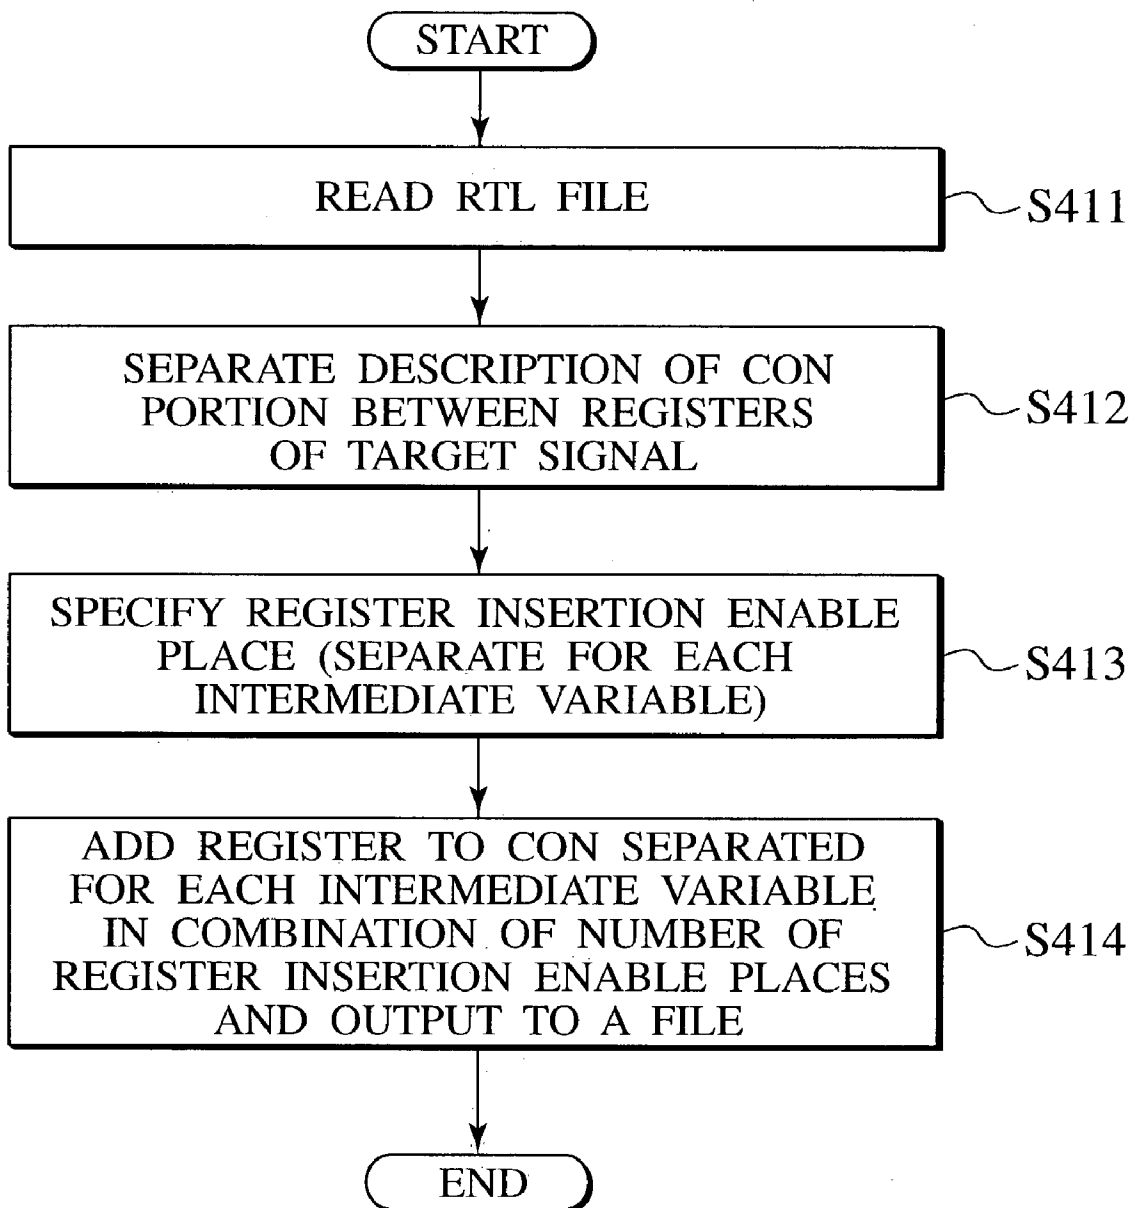 START
READ RTL FILE
S411
SEPARATE DESCRIPTION OF CON
PORTION BETWEEN REGISTERS
OF TARGET SIGNAL
S412
SPECIFY REGISTER INSERTION ENABLE
PLACE (SEPARATE FOR EACH
INTERMEDIATE VARIABLE)
S413
ADD REGISTER TO CON SEPARATED
FOR EACH INTERMEDIATE VARIABLE
IN COMBINATION OF NUMBER OF
REGISTER INSERTION ENABLE PLACES
AND OUTPUT TO A FILE
S414
END